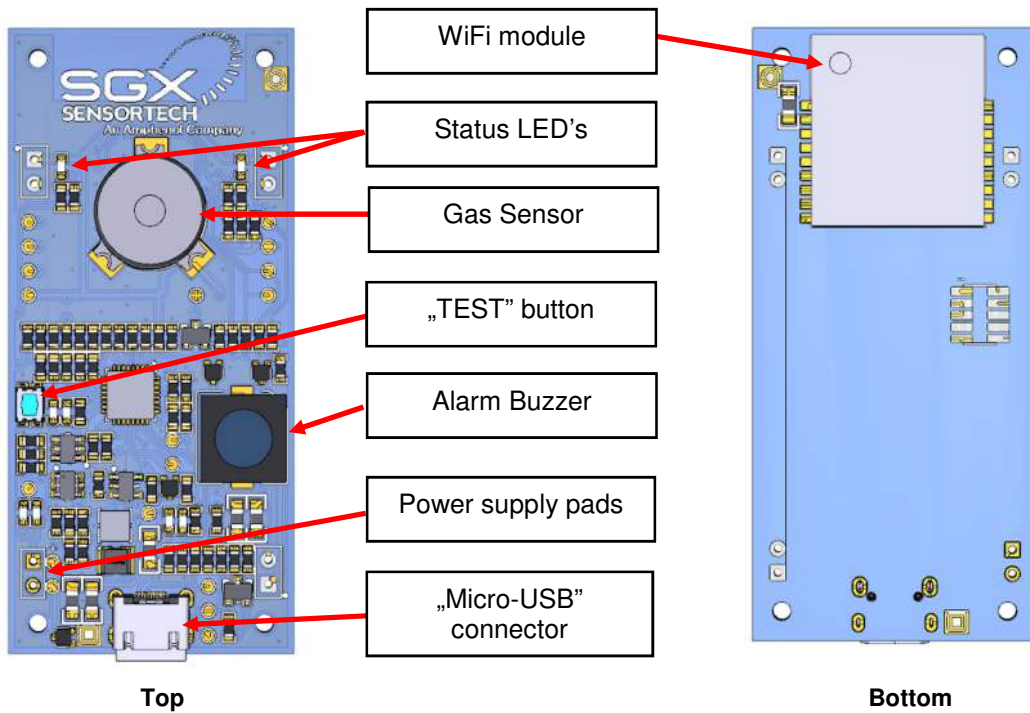 WiFi module
SGX
SENSORTECH
An Amphenol Company
Status LED's
Gas Sensor
„TEST” button
Alarm Buzzer
Power supply pads
„Micro-USB”
connector
Top
Bottom